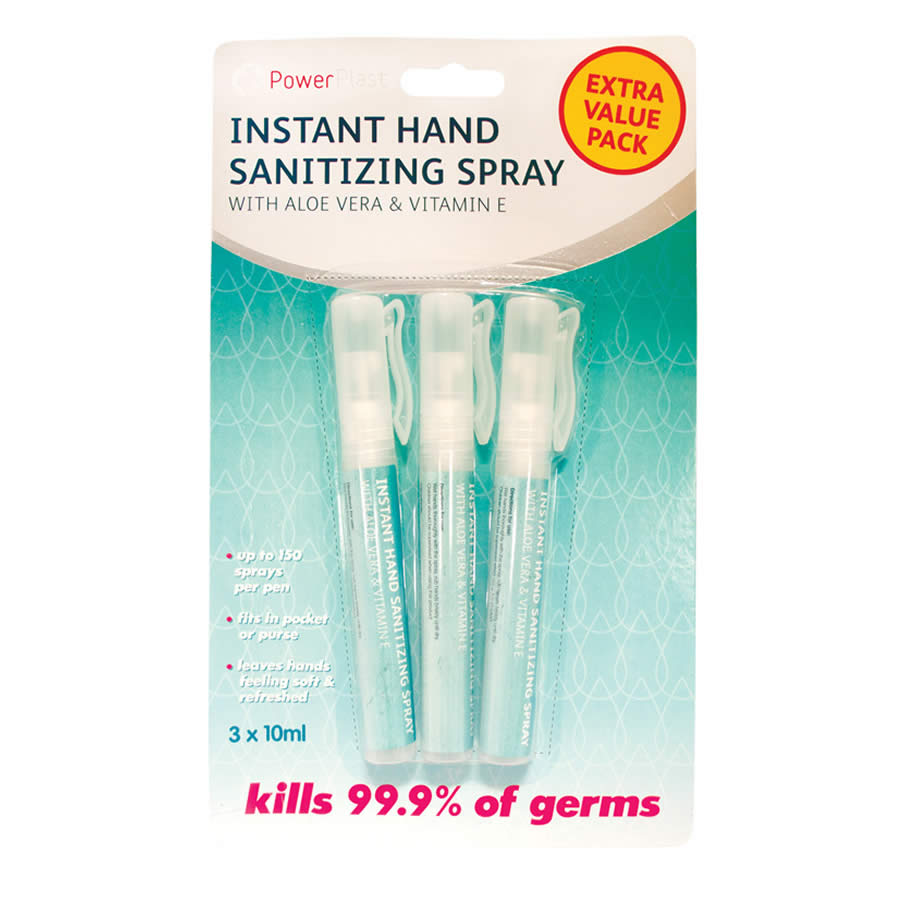 PowerPlast
EXTRA
VALUE
PACK
INSTANT HAND
SANITIZING SPRAY
WITH ALOE VERA & VITAMIN E
INSTANT HAND SANITIZING SPRAY
WITH ALOE VERA & VITAMIN E
INSTANT HAND SANITIZING SPRAY
WITH ALOE VERA & VITAMIN E
Directions for use:
INSTANT HAND SANITIZING SPRAY
WITH ALOE VERA & VITAMIN E
• up to 150
sprays
per pen
• fits in pocket
or purse
• leaves hands
feeling soft &
refreshed
3 x 10ml
kills 99.9% of germs